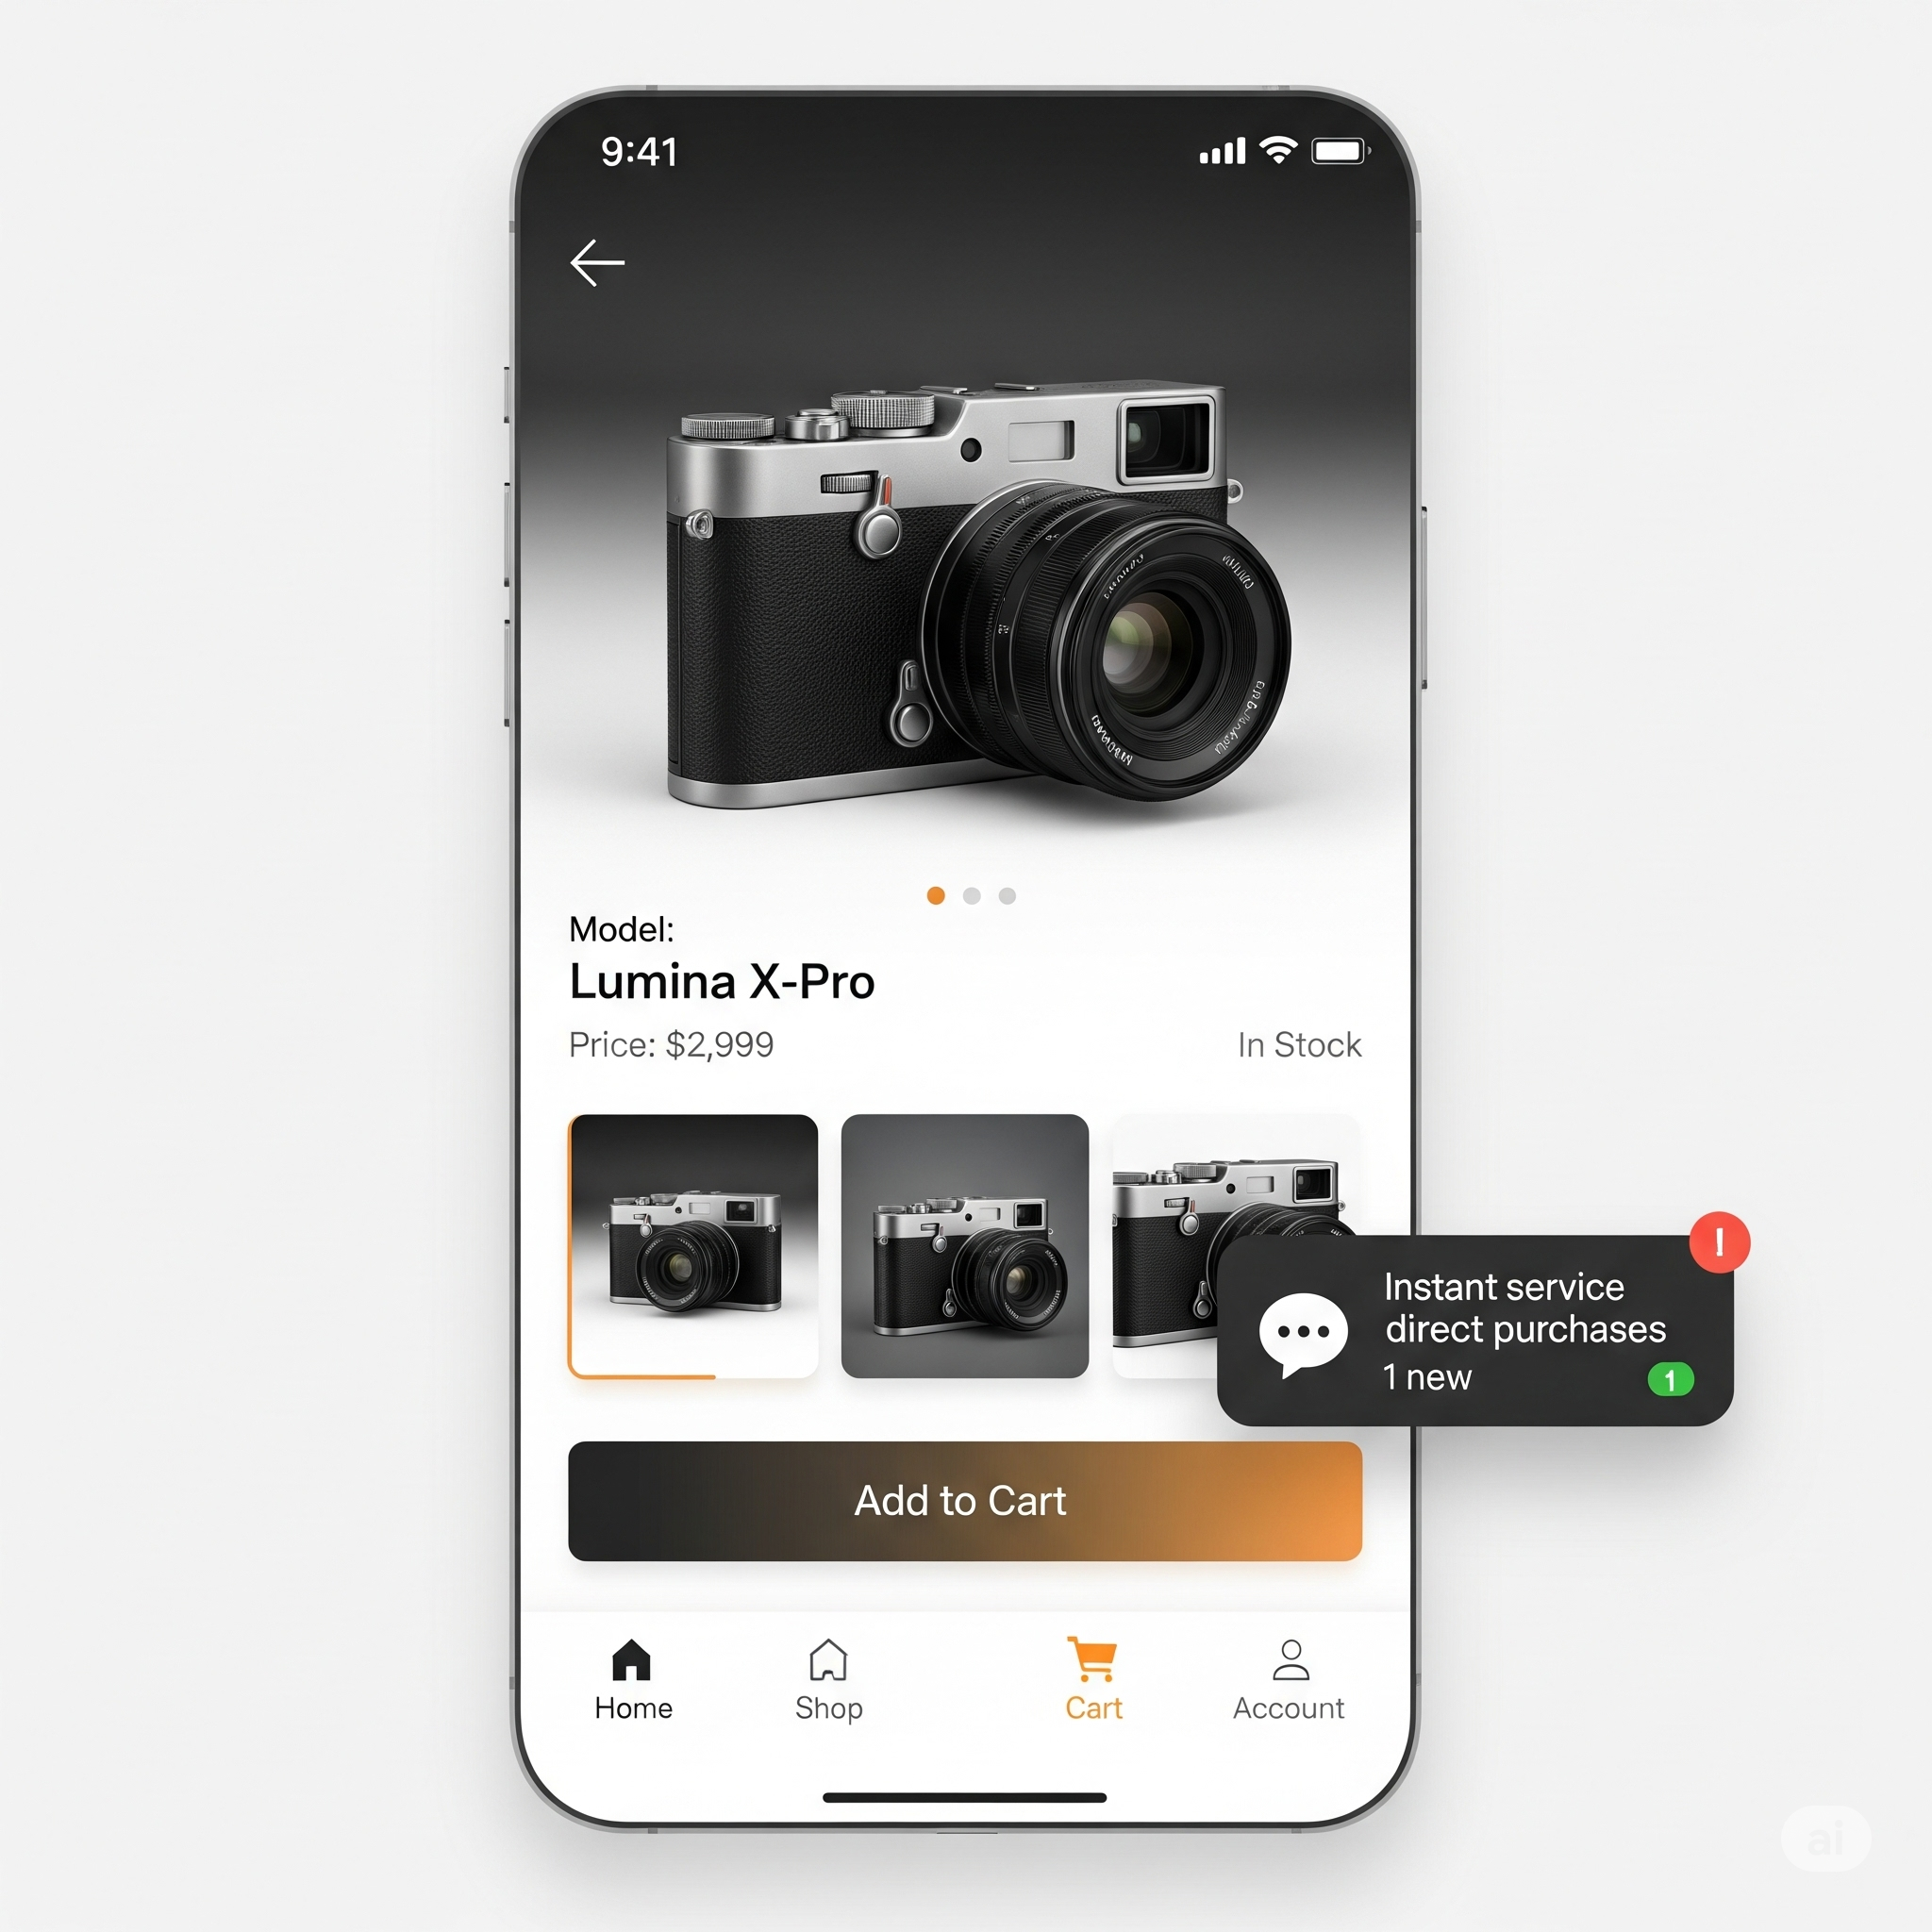 9:41
Model:
Lumina X-Pro
Price: $2,999
In Stock
!
Instant service
direct purchases
1 new
1
Add to Cart
Home
Shop
Cart
Account
ai